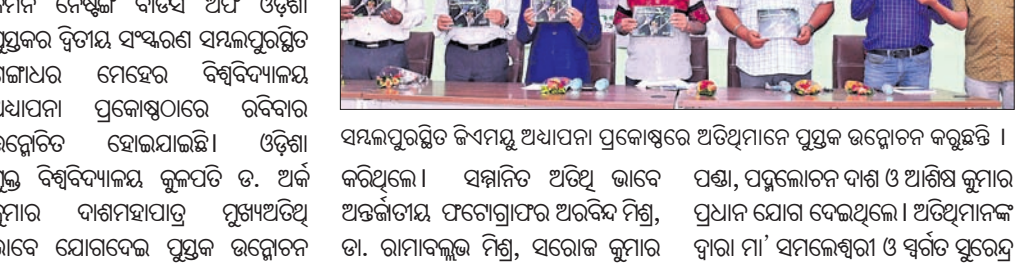 କମନ ନେଷ୍ଟିଂ ବାର୍ଡସ ଅଫ ଓଡ଼ିଶା
ପୁସ୍ତକର ଦ୍ଵିତୀୟ ସଂସ୍କରଣ ସମ୍ବଲପୁରସ୍ଥିତ
ଗଙ୍ଗାଧର ମେହେର ବିଶ୍ୱବିଦ୍ୟାଳୟ
ଅଧ୍ୟାପନା ପ୍ରକୋଷ୍ଠଠାରେ ରବିବାର
ଉନ୍ମୋଚିତ ହୋଇଯାଇଛି। ଓଡ଼ିଶା
ମୁକ୍ତ ବିଶ୍ୱବିଦ୍ୟାଳୟ କୁଳପତି ଡ. ଅର୍କ
କୁମାର ଦାଶମହାପାତ୍ର ମୁଖ୍ୟଅତିଥି
ଭାବେ ଯୋଗଦେଇ ପୁସ୍ତକ ଉନ୍ମୋଚନ
ସମ୍ବଲପୁରସ୍ଥିତ ଜିଏମୟୁ ଅଧ୍ୟାପନା ପ୍ରକୋଷ୍ଠରେ ଅତିଥିମାନେ ପୁସ୍ତକ ଉନ୍ମୋଚନ କରୁଛନ୍ତି ।
କରିଥିଲେ। ସମ୍ମାନିତ ଅତିଥି ଭାବେ
ଅନ୍ତର୍ଜାତୀୟ ଫଟୋଗ୍ରାଫର ଅରବିନ୍ଦ ମିଶ୍ର,
ଡା. ରାମାବଲ୍ଲଭ ମିଶ୍ର, ସରୋଜ କୁମାର
ପଣ୍ଡା, ପଦ୍ମଲୋଚନ ଦାଶ ଓ ଆଶିଷ କୁମାର
ପ୍ରଧାନ ଯୋଗ ଦେଇଥିଲେ। ଅତିଥିମାନଙ୍କ
ଦ୍ୱାରା ମା’ ସମଲେଶ୍ୱରୀ ଓ ସ୍ୱର୍ଗତ ସୁରେନ୍ଦ୍ର